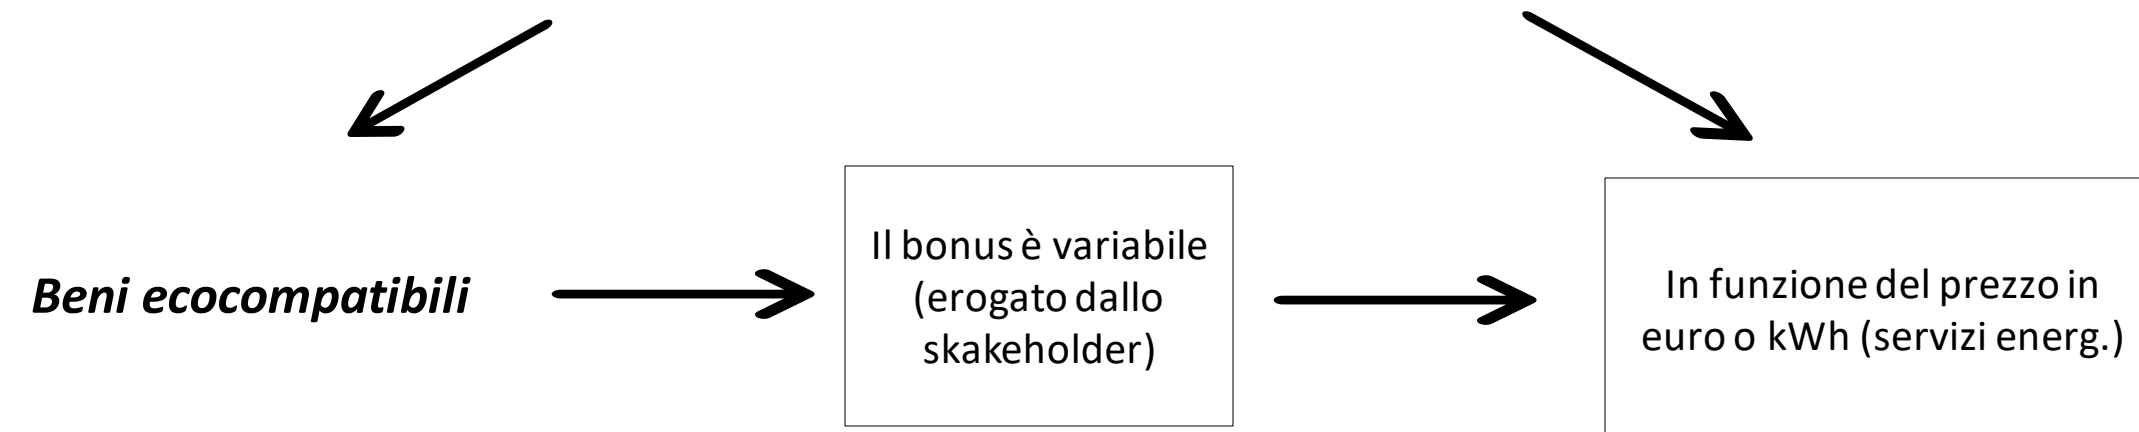 Beni ecocompatibili
Il bonus è variabile
(erogato dallo
skakeholder)
In funzione del prezzo in
euro o kWh (servizi energ.)